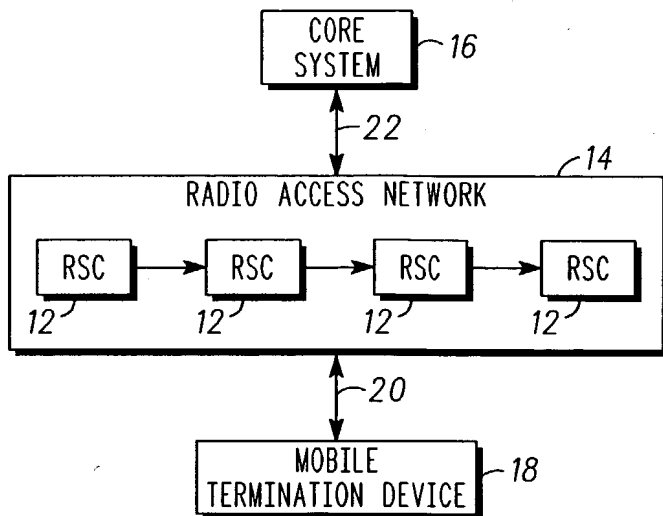 CORE
SYSTEM
16
22
14
RADIO ACCESS NETWORK
RSC RSC RSC RSC
12 12 12 12
20
MOBILE
TERMINATION DEVICE
18